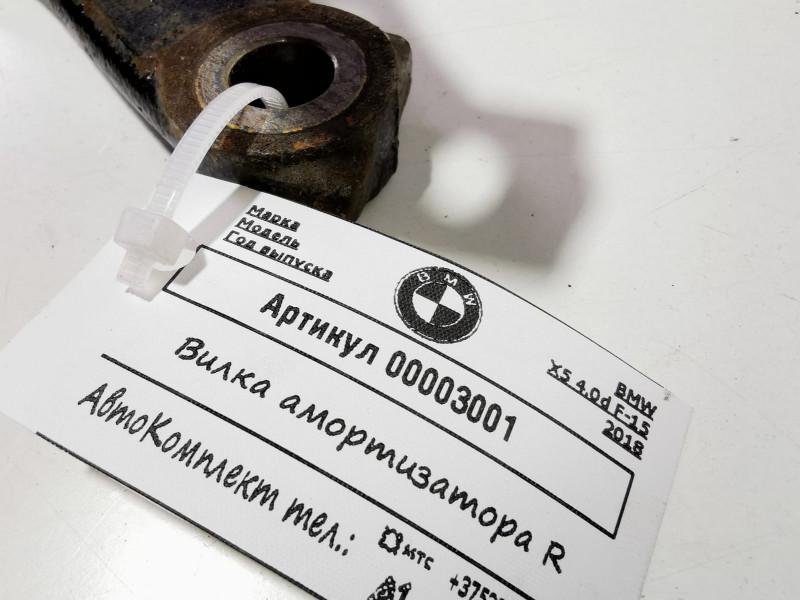 Марка
Модель
Год выпуска
BMW
BMW
X5 4.0d F-15
2018
Артикул 00003001
Вилка амортизатора R
АвтоКомплект тел.:
мтс